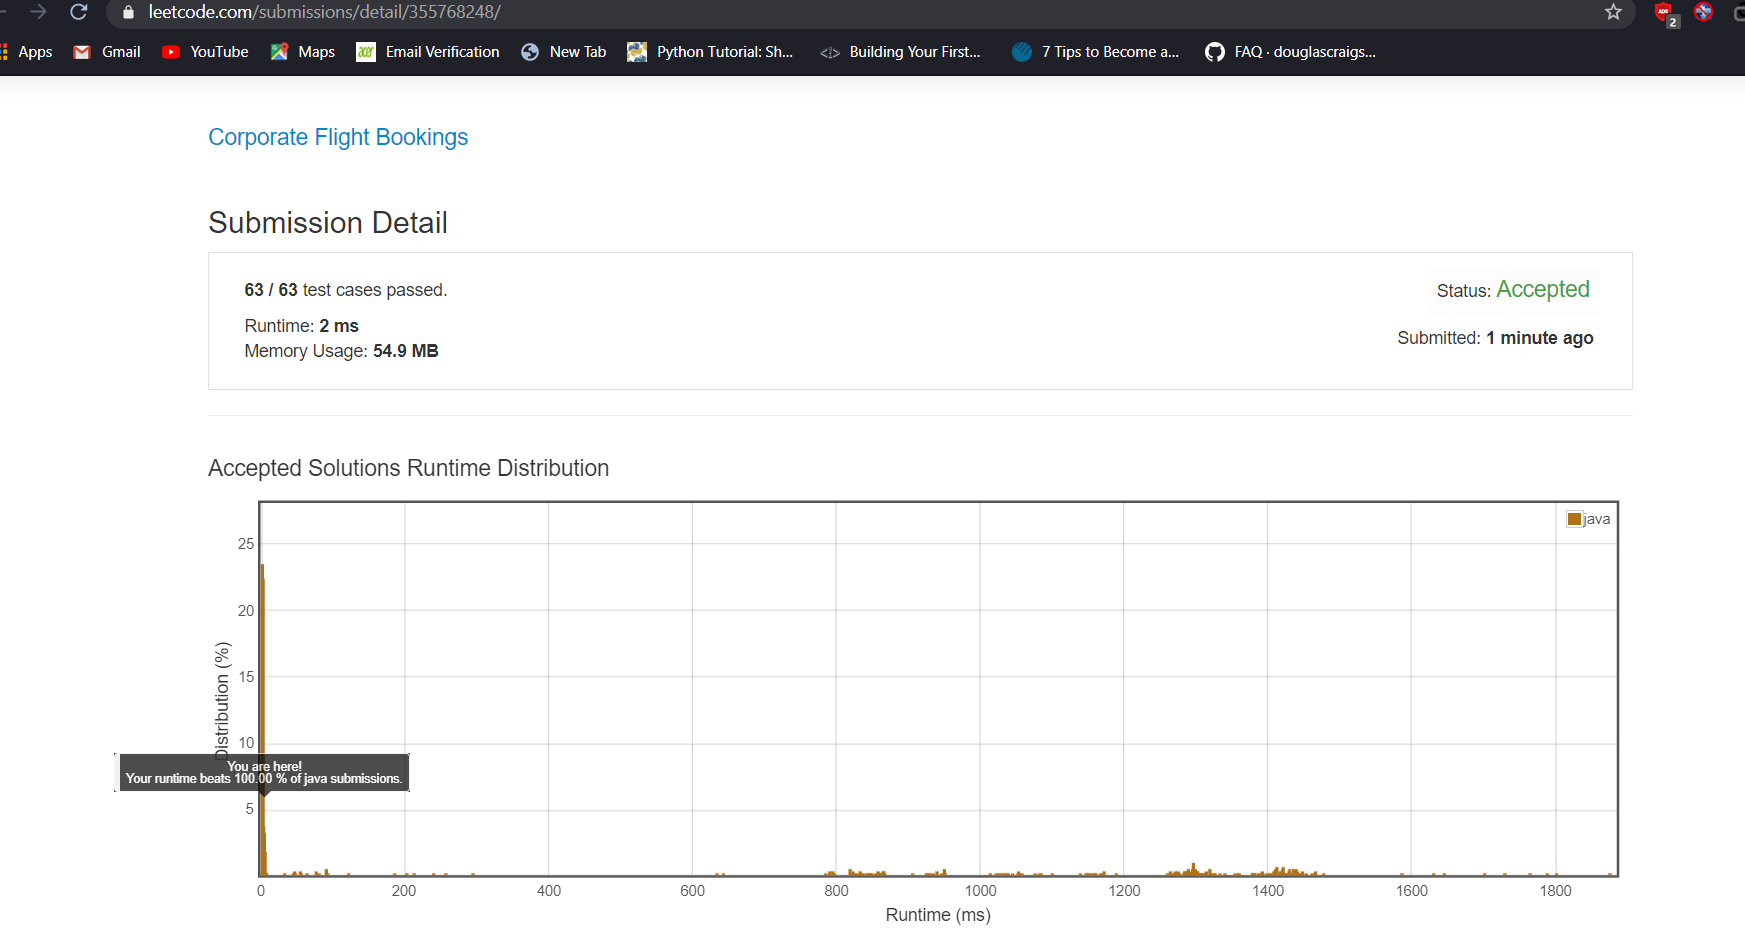 leetcode.com/submissions/detail/355768248/
2
Apps Gmail YouTube Maps acer Email Verification New Tab Python Tutorial: Sh... Building Your First... 7 Tips to Become a... FAQ · douglascraigs...
Corporate Flight Bookings
Submission Detail
63 / 63 test cases passed.
Status: Accepted
Runtime: 2 ms
Submitted: 1 minute ago
Memory Usage: 54.9 MB
Accepted Solutions Runtime Distribution
java
25
20
15
10
5
Distribution (%)
You are here!
Your runtime beats 100.00 % of java submissions.
0 200 400 600 800 1000 1200 1400 1600 1800
Runtime (ms)